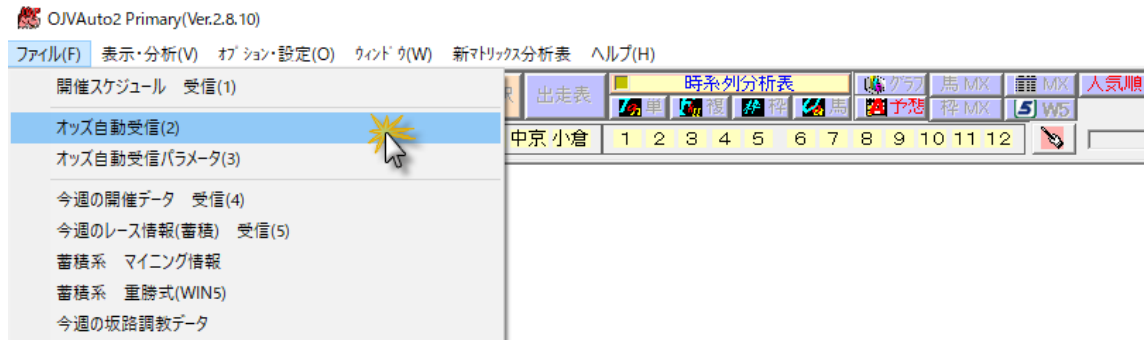 OJVAuto2 Primary(Ver.2.8.10)
ファイル(F) 表示・分析(V) オプション・設定(O) ウィンドウ(W) 新マトリックス分析表 ヘルプ(H)
開催スケジュール 受信(1)
出走表 時系列分析表 グラフ 馬 MX MX 人気順
単 複 枠 馬 予想 枠 MX 5 W5
オッズ自動受信(2)
中京 小倉 1 2 3 4 5 6 7 8 9 10 11 12
オッズ自動受信パラメータ(3)
今週の開催データ 受信(4)
今週のレース情報(蓄積) 受信(5)
蓄積系 マイニング情報
蓄積系 重勝式(WIN5)
今週の坂路調教データ